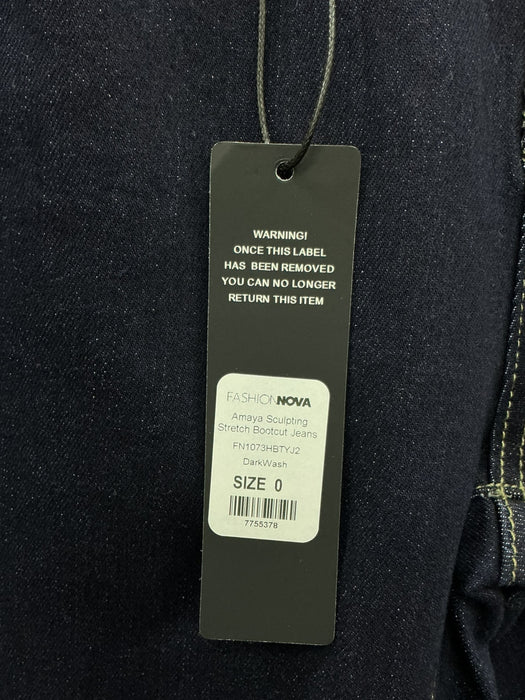 WARNING!
ONCE THIS LABEL
HAS BEEN REMOVED
YOU CAN NO LONGER
RETURN THIS ITEM
FASHIONNOVA
Amaya Sculpting
Stretch Bootcut Jeans
FN1073HBTYJ2
DarkWash
SIZE 0
7755378